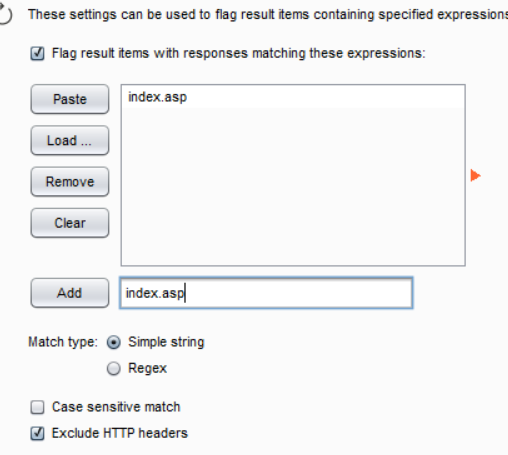 These settings can be used to flag result items containing specified expressions
Flag result items with responses matching these expressions:
Paste
index.asp
Load ...
Remove
Clear
Add
index.asp
Match type:
Simple string
Regex
Case sensitive match
Exclude HTTP headers